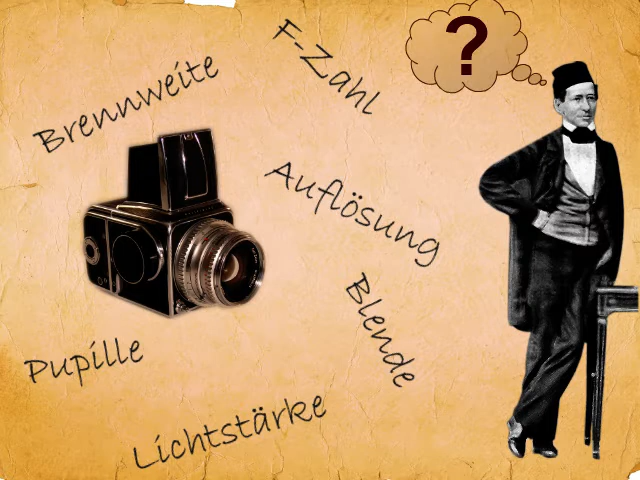 ?
F-Zahl
Brennweite
Auflösung
Blende
Pupille
Lichtstärke